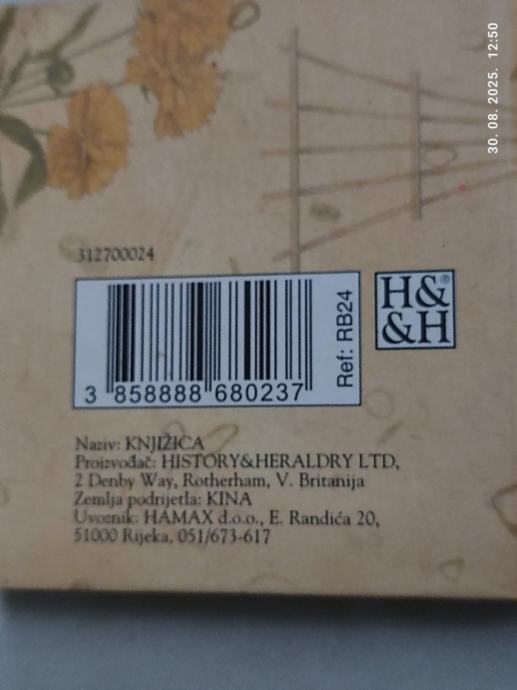 30. 08. 2025. 12:50
312700024
3 858888 680237
Ref: RB24
H&®
&H
Naziv: KNJIŽICA
Proizvođač: HISTORY&HERALDRY LTD,
2 Denby Way, Rotherham, V. Britanija
Zemlja podrijetla: KINA
Uvoznik: HAMAX d.o.o., E. Randića 20,
51000 Rijeka, 051/673-617